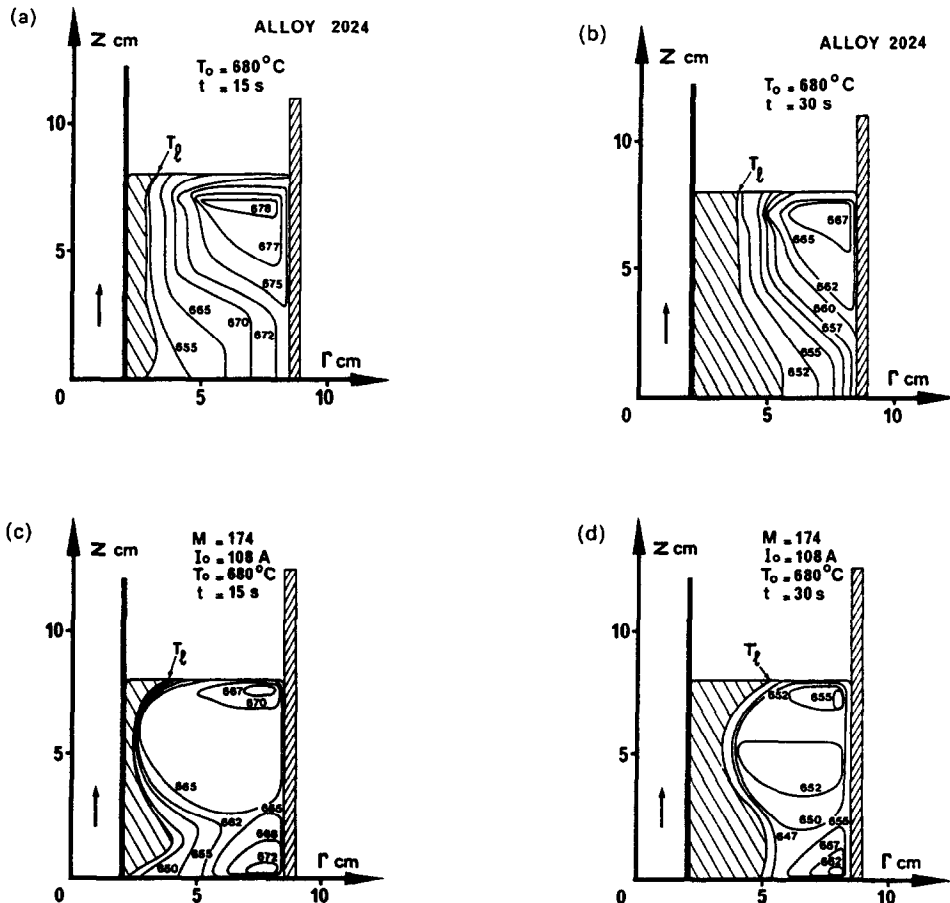 (a)
Z cm
ALLOY 2024
T₀ = 680°C
t = 15 s
10
Tℓ
678
677
5
675
665
670
672
655
r cm
0
5
10
(b)
Z cm
ALLOY 2024
T₀ = 680°C
t = 30 s
10
Tℓ
667
665
5
662
660
657
655
652
r cm
0
5
10
(c)
Z cm
M = 174
I₀ = 108 A
T₀ = 680°C
t = 15 s
10
Tℓ
667
670
5
665
655
662
665
655
672
650
r cm
0
5
10
(d)
Z cm
M = 174
I₀ = 108 A
T₀ = 680°C
t = 30 s
10
Tℓ
652
655
5
652
650
655
647
657
662
r cm
0
5
10